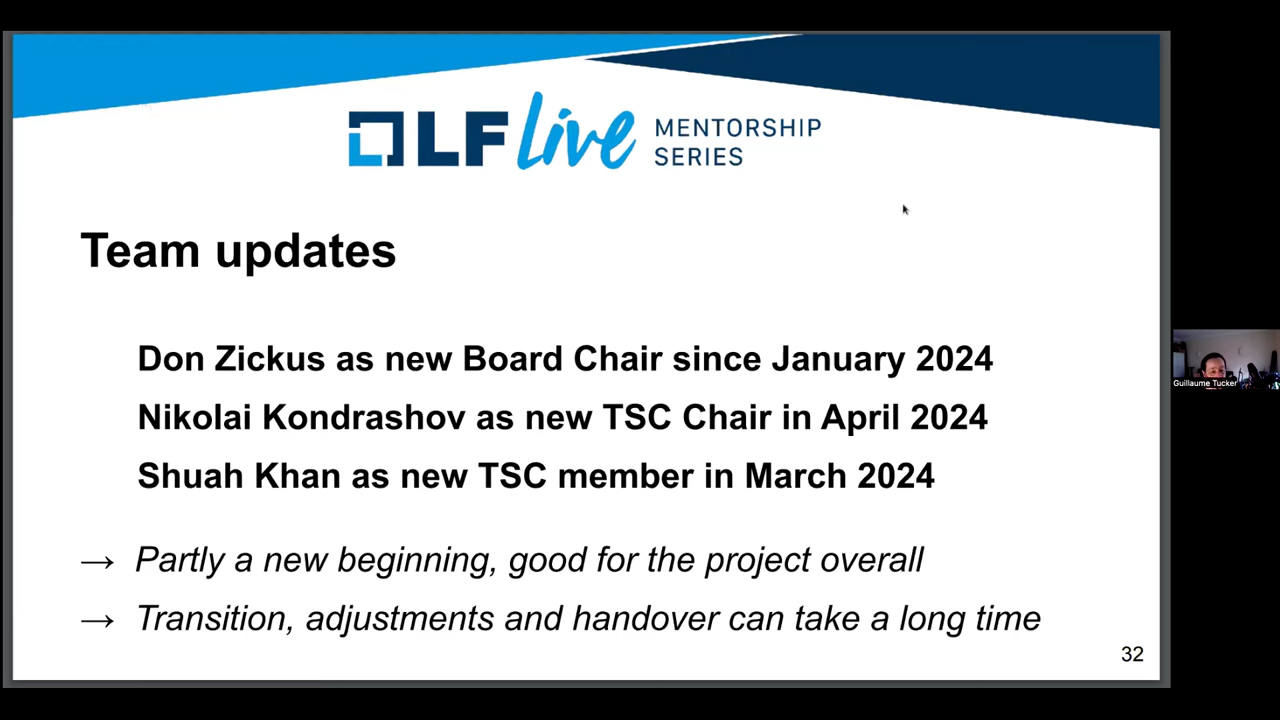 LF live MENTORSHIP
SERIES
Team updates
Don Zickus as new Board Chair since January 2024
Nikolai Kondrashov as new TSC Chair in April 2024
Shuah Khan as new TSC member in March 2024
→ Partly a new beginning, good for the project overall
→ Transition, adjustments and handover can take a long time
32
Guillaume Tucker